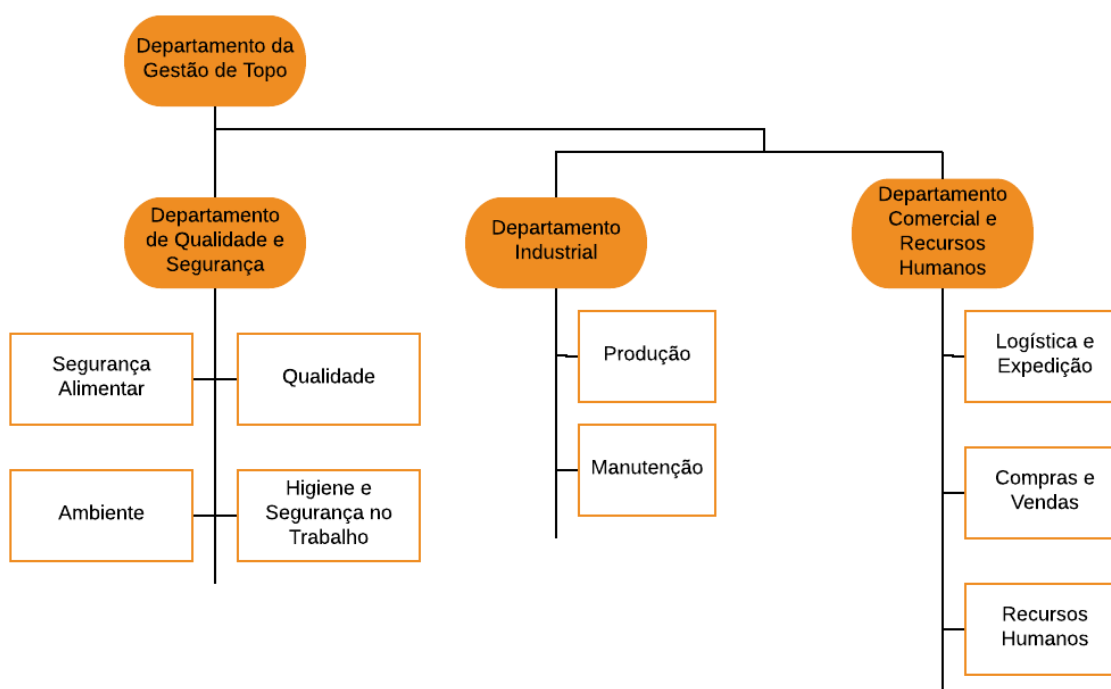 Departamento da
Gestão de Topo
Departamento
de Qualidade e
Segurança
Departamento
Industrial
Departamento
Comercial e
Recursos
Humanos
Segurança
Alimentar
Qualidade
Ambiente
Higiene e
Segurança no
Trabalho
Produção
Manutenção
Logística e
Expedição
Compras e
Vendas
Recursos
Humanos